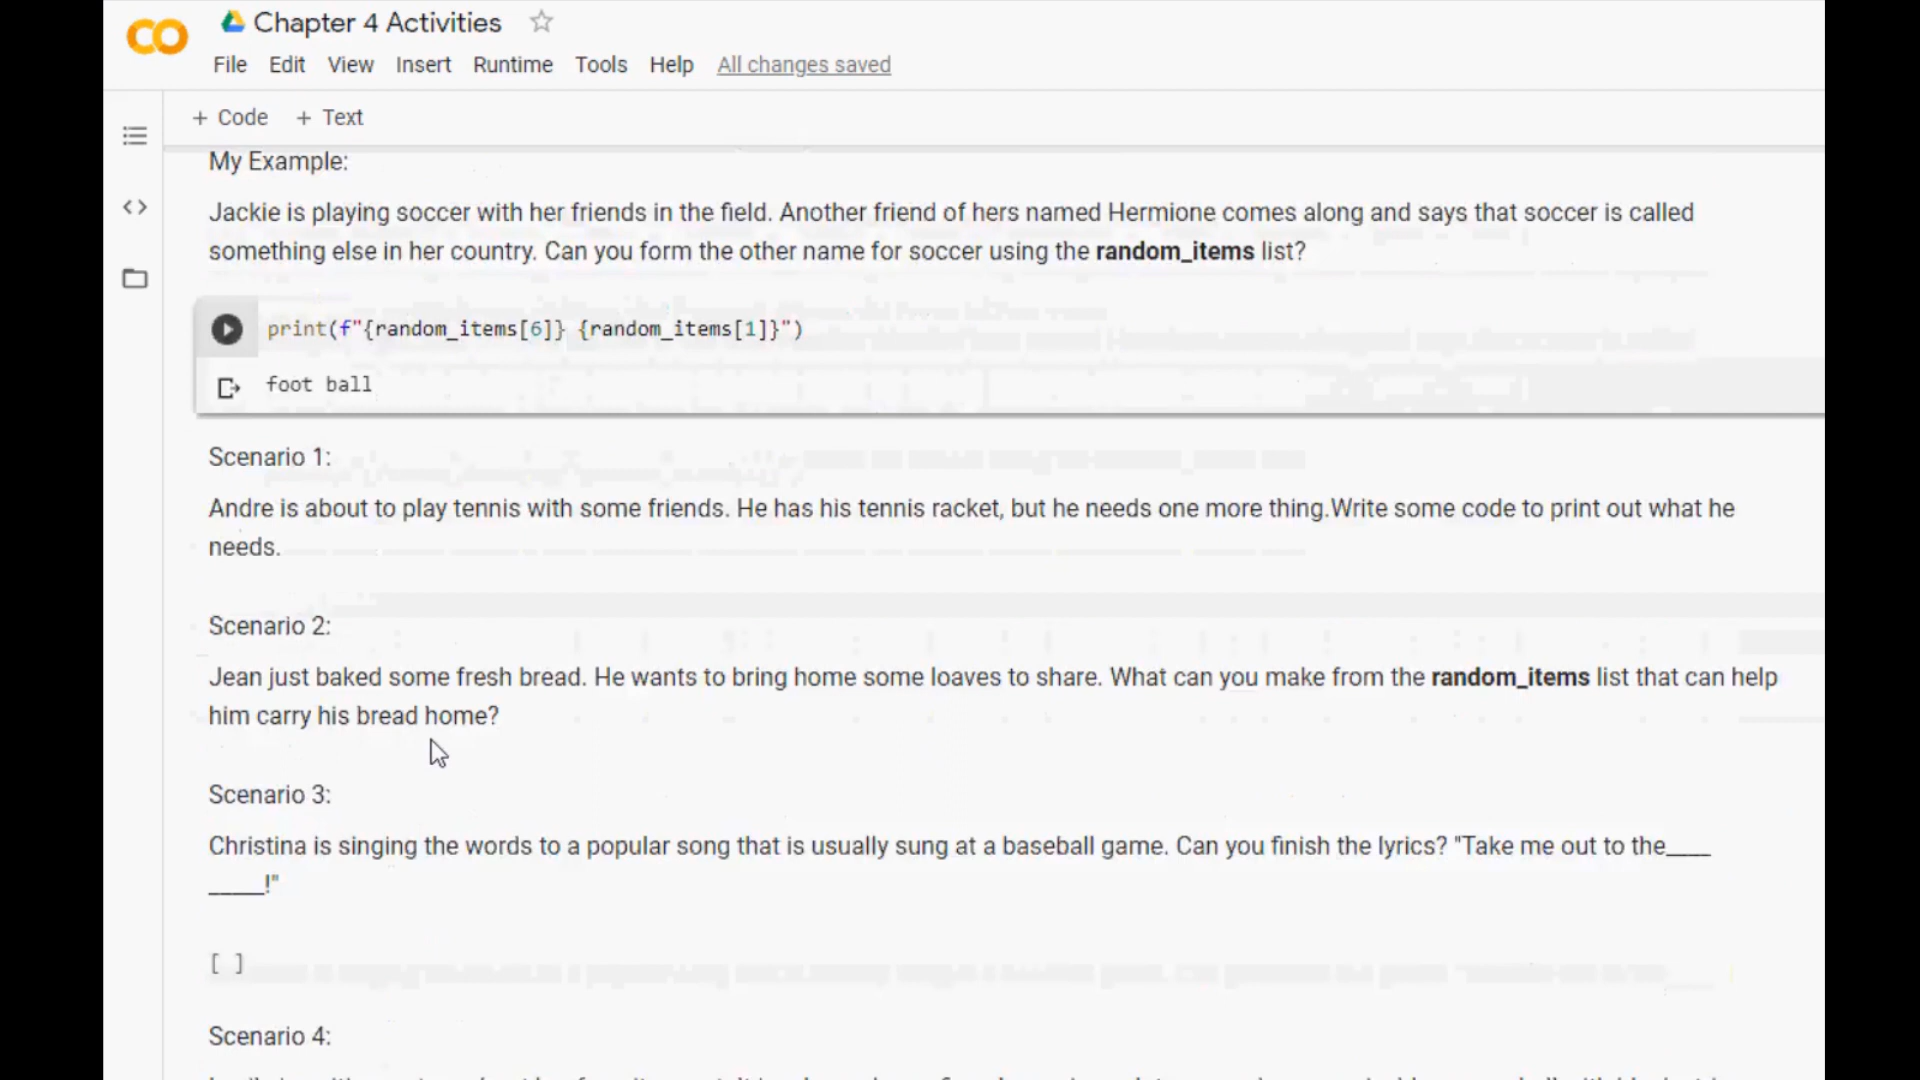 Chapter 4 Activities
File Edit View Insert Runtime Tools Help All changes saved
+ Code + Text
My Example:
Jackie is playing soccer with her friends in the field. Another friend of hers named Hermione comes along and says that soccer is called
something else in her country. Can you form the other name for soccer using the random_items list?
print(f"{random_items[6]} {random_items[1]}")
foot ball
Scenario 1:
Andre is about to play tennis with some friends. He has his tennis racket, but he needs one more thing.Write some code to print out what he
needs.
Scenario 2:
Jean just baked some fresh bread. He wants to bring home some loaves to share. What can you make from the random_items list that can help
him carry his bread home?
Scenario 3:
Christina is singing the words to a popular song that is usually sung at a baseball game. Can you finish the lyrics? "Take me out to the____
_____!"
[ ]
Scenario 4: